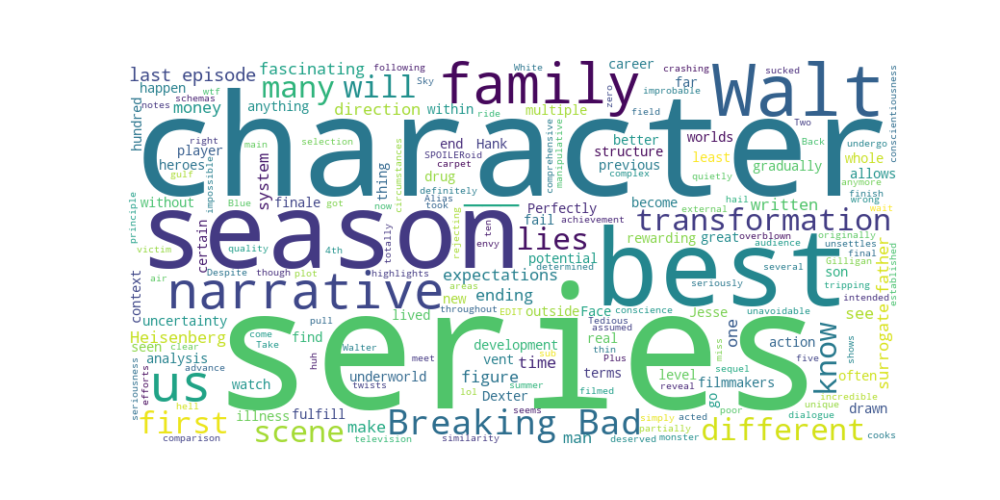 last episode
fascinating
following
family
White
career
crashing
sucked
Walt
conscientiousness
happen
wtf
Sky
many
will
far
improbable
notes
schemas
anything
ride
zero
field
hundred
money
direction
within
multiple
Two
undergo
character
right
selection
end
Hank
better
worlds
Back
player
main
SPOILERoid
structure
least
whole
heroes
system
carpet
comprehensive
manipulative
previous
gradually
gulf
impossible
thing
circumstances
drug
complex
quietly
allows
anymore
principle
without
Blue
got
now
definitely
Alias
become
written
external
hail
finish
wrong
wait
finale
took
Perfectly
achievement
season
fail
transformation
victim
certain
totally
rejecting
ten
envy
lies
rewarding
great
overblown
originally
quality
4th
potential
audience
unsettles
final
air
Despite
though
plot
highlights
expectations
determined
best
several
son
Gilligan
tripping
established
context
narrative
areas
new
ending
seriously
intended
throughout
EDIT
outside
Face
conscience
Jesse
unavoidable
see
uncertainty
lived
series
Tedious
assumed
one
action
surrogate father
Heisenberg
come
pull
find
development
real
thin
miss
shows
seen
clear
Take
Walter
vent
time
sub
Plus
level
sequel
five
know
often
analysis
huh
meet
terms
reveal
filmmakers
advance
twists
underworld
figure
seriousness
efforts
us
watch
summer
Dexter
filmed
go
incredible
drawn
illness
fulfill
lol
seems
simply
acted
poor
unique
first
hell
make
Breaking Bad
man
partially
different
dialogue
comparison
scene
television
similarity
deserved
monster
cooks